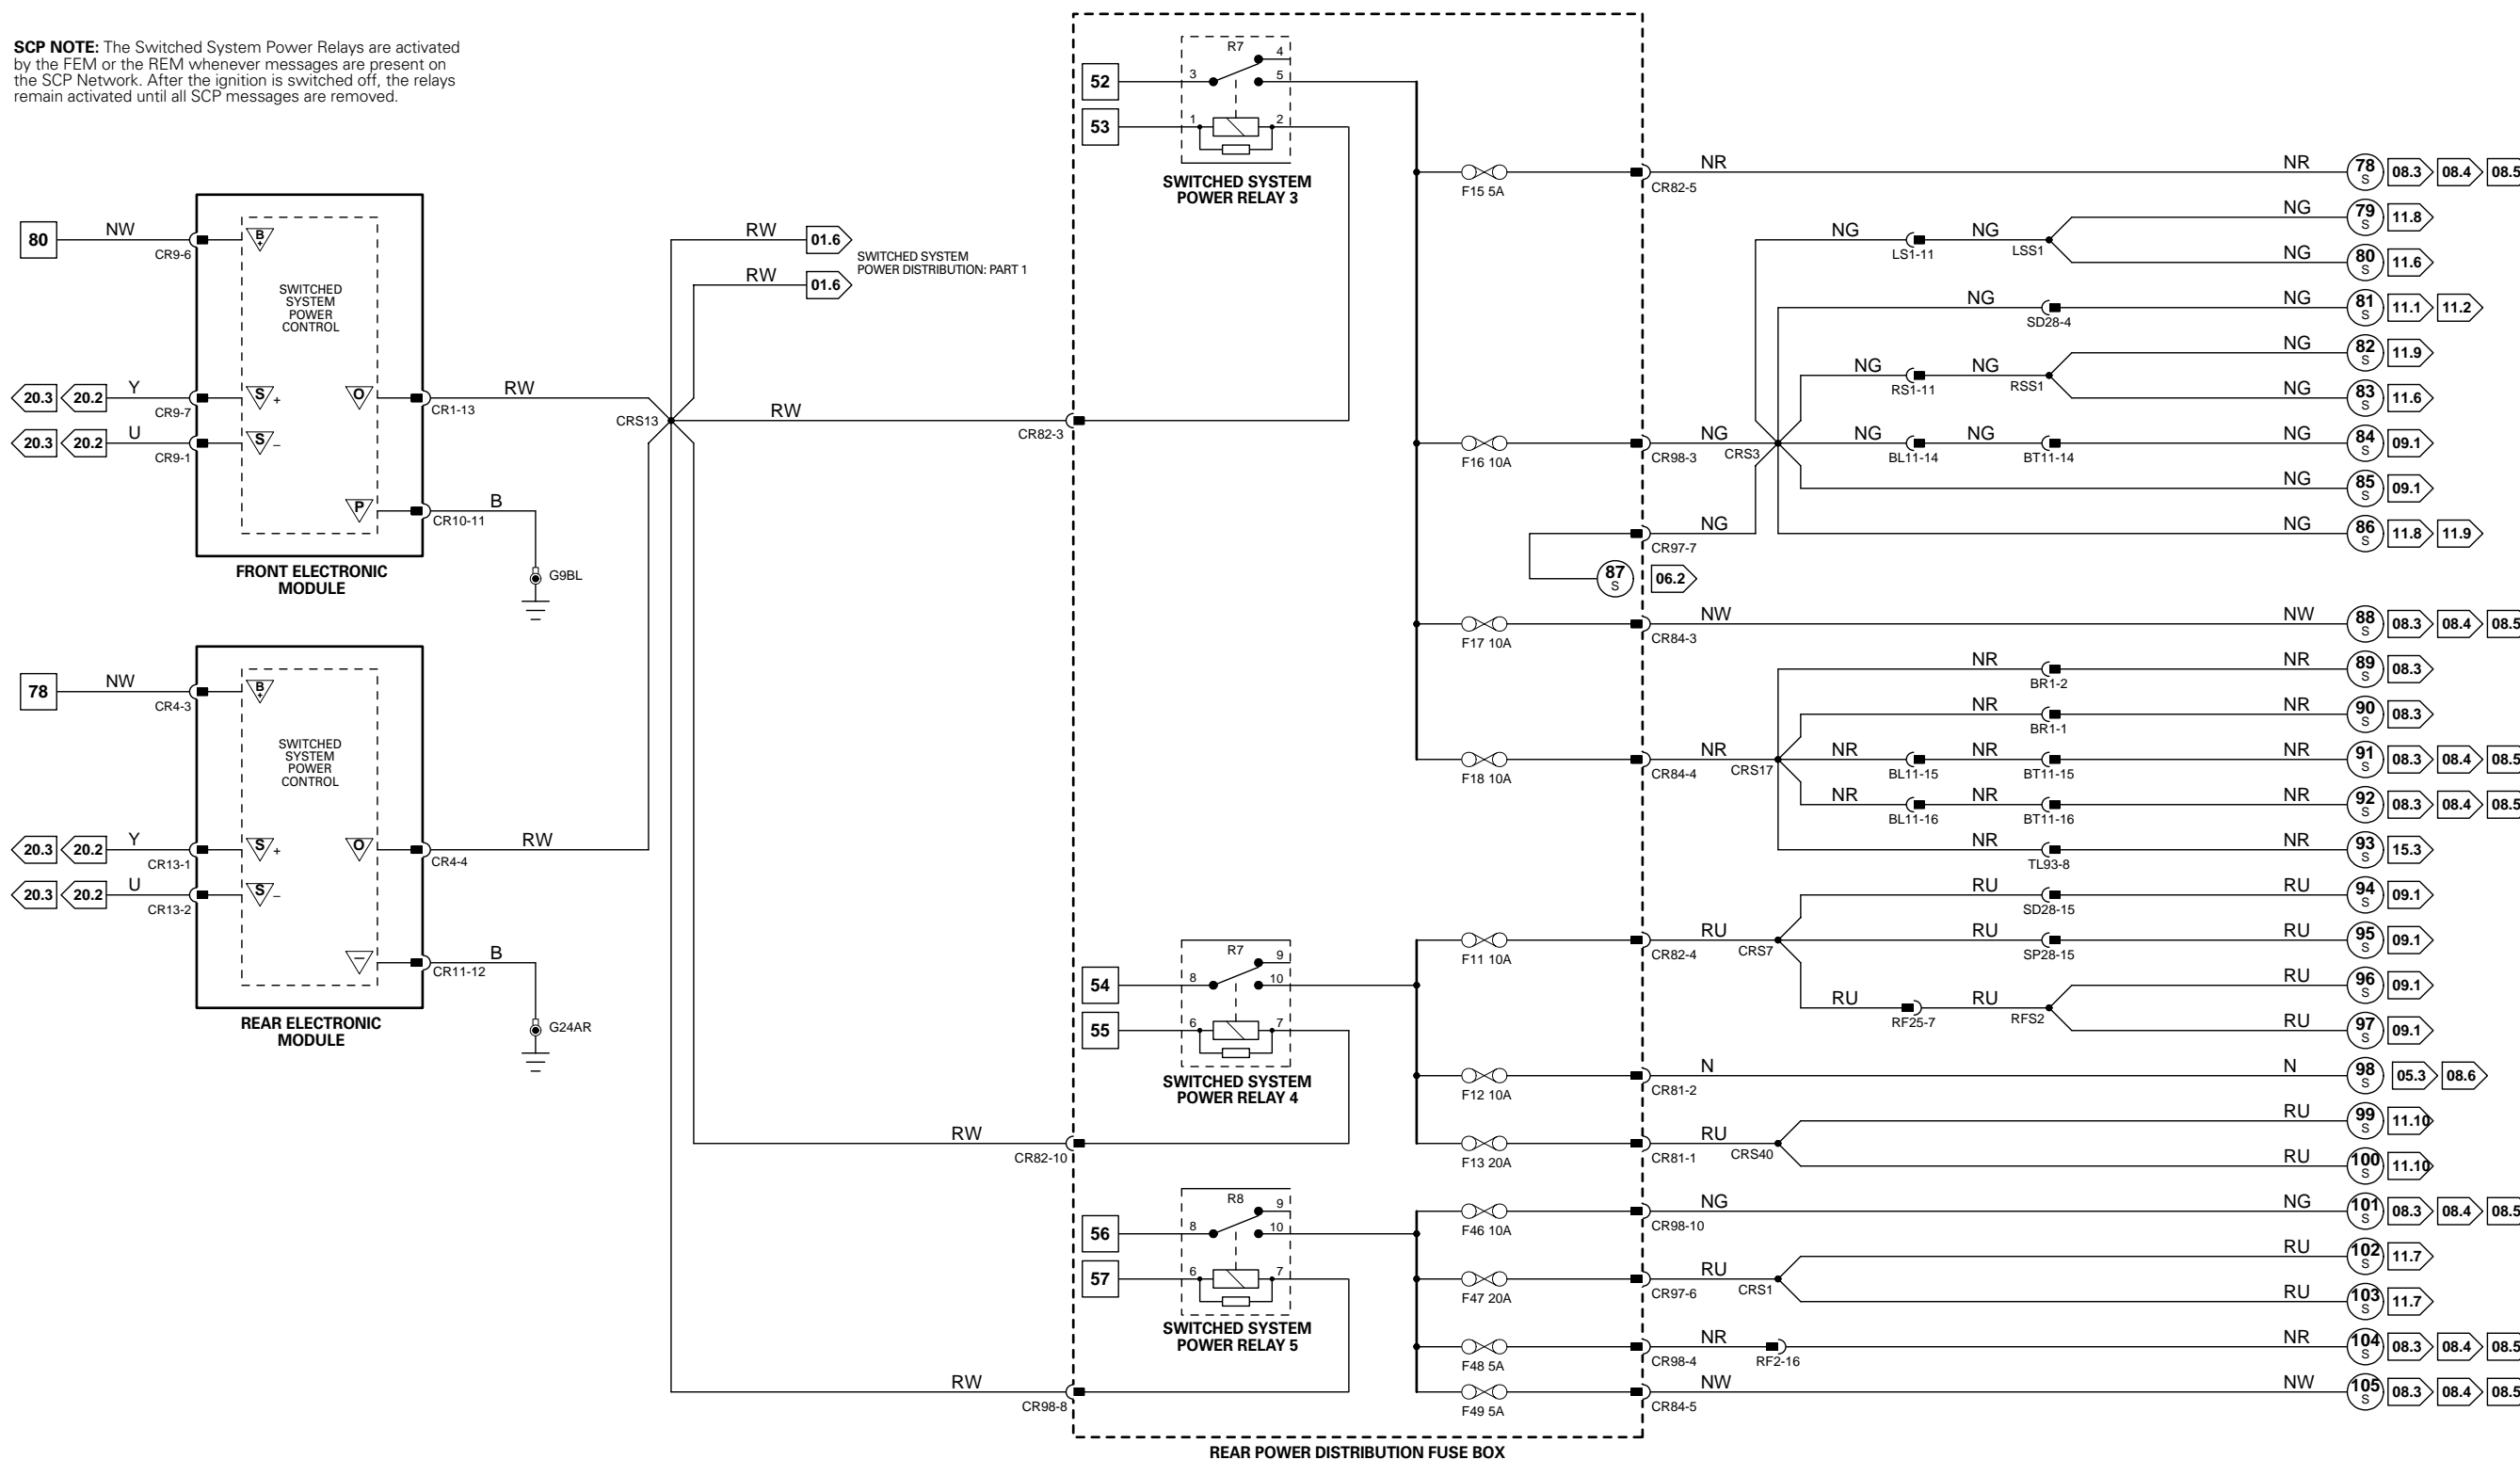 SCP NOTE: The Switched System Power Relays are activated
by the FEM or the REM whenever messages are present on
the SCP Network. After the ignition is switched off, the relays
remain activated until all SCP messages are removed.
80
NW
CR9-6
B
+
SWITCHED
SYSTEM
POWER
CONTROL
20.3
20.2
Y
CR9-7
S
+
O
CR1-13
RW
20.3
20.2
U
CR9-1
S
–
P
CR10-11
B
G9BL
FRONT ELECTRONIC
MODULE
78
NW
CR4-3
B
+
SWITCHED
SYSTEM
POWER
CONTROL
20.3
20.2
Y
CR13-1
S
+
O
CR4-4
RW
20.3
20.2
U
CR13-2
S
–
–
CR11-12
B
G24AR
REAR ELECTRONIC
MODULE
CRS13
RW
01.6
RW
01.6
SWITCHED SYSTEM
POWER DISTRIBUTION: PART 1
RW
CR82-3
RW
CR82-10
RW
CR98-8
52
53
R7
3
4
5
1
2
SWITCHED SYSTEM
POWER RELAY 3
54
55
R7
8
9
10
6
7
SWITCHED SYSTEM
POWER RELAY 4
56
57
R8
8
9
10
6
7
SWITCHED SYSTEM
POWER RELAY 5
REAR POWER DISTRIBUTION FUSE BOX
F15 5A
CR82-5
NR
NR
78
S
08.3
08.4
08.5
NG
LS1-11
NG
LSS1
NG
79
S
11.8
NG
80
S
11.6
NG
SD28-4
NG
81
S
11.1
11.2
NG
RS1-11
NG
RSS1
NG
82
S
11.9
NG
83
S
11.6
F16 10A
CR98-3
NG
CRS3
NG
BL11-14
NG
BT11-14
NG
84
S
09.1
NG
85
S
09.1
NG
86
S
11.8
11.9
CR97-7
NG
87
S
06.2
F17 10A
CR84-3
NW
NW
88
S
08.3
08.4
08.5
NR
BR1-2
NR
89
S
08.3
NR
BR1-1
NR
90
S
08.3
F18 10A
CR84-4
NR
CRS17
NR
BL11-15
NR
BT11-15
NR
91
S
08.3
08.4
08.5
NR
BL11-16
NR
BT11-16
NR
92
S
08.3
08.4
08.5
NR
TL93-8
NR
93
S
15.3
RU
SD28-15
RU
94
S
09.1
F11 10A
CR82-4
RU
CRS7
RU
SP28-15
RU
95
S
09.1
RU
RF25-7
RU
RFS2
RU
96
S
09.1
RU
97
S
09.1
F12 10A
CR81-2
N
N
98
S
05.3
08.6
F13 20A
CR81-1
RU
CRS40
RU
99
S
11.10
RU
100
S
11.10
F46 10A
CR98-10
NG
NG
101
S
08.3
08.4
08.5
F47 20A
CR97-6
RU
CRS1
RU
102
S
11.7
RU
103
S
11.7
F48 5A
CR98-4
NR
RF2-16
NR
104
S
08.3
08.4
08.5
F49 5A
CR84-5
NW
NW
105
S
08.3
08.4
08.5